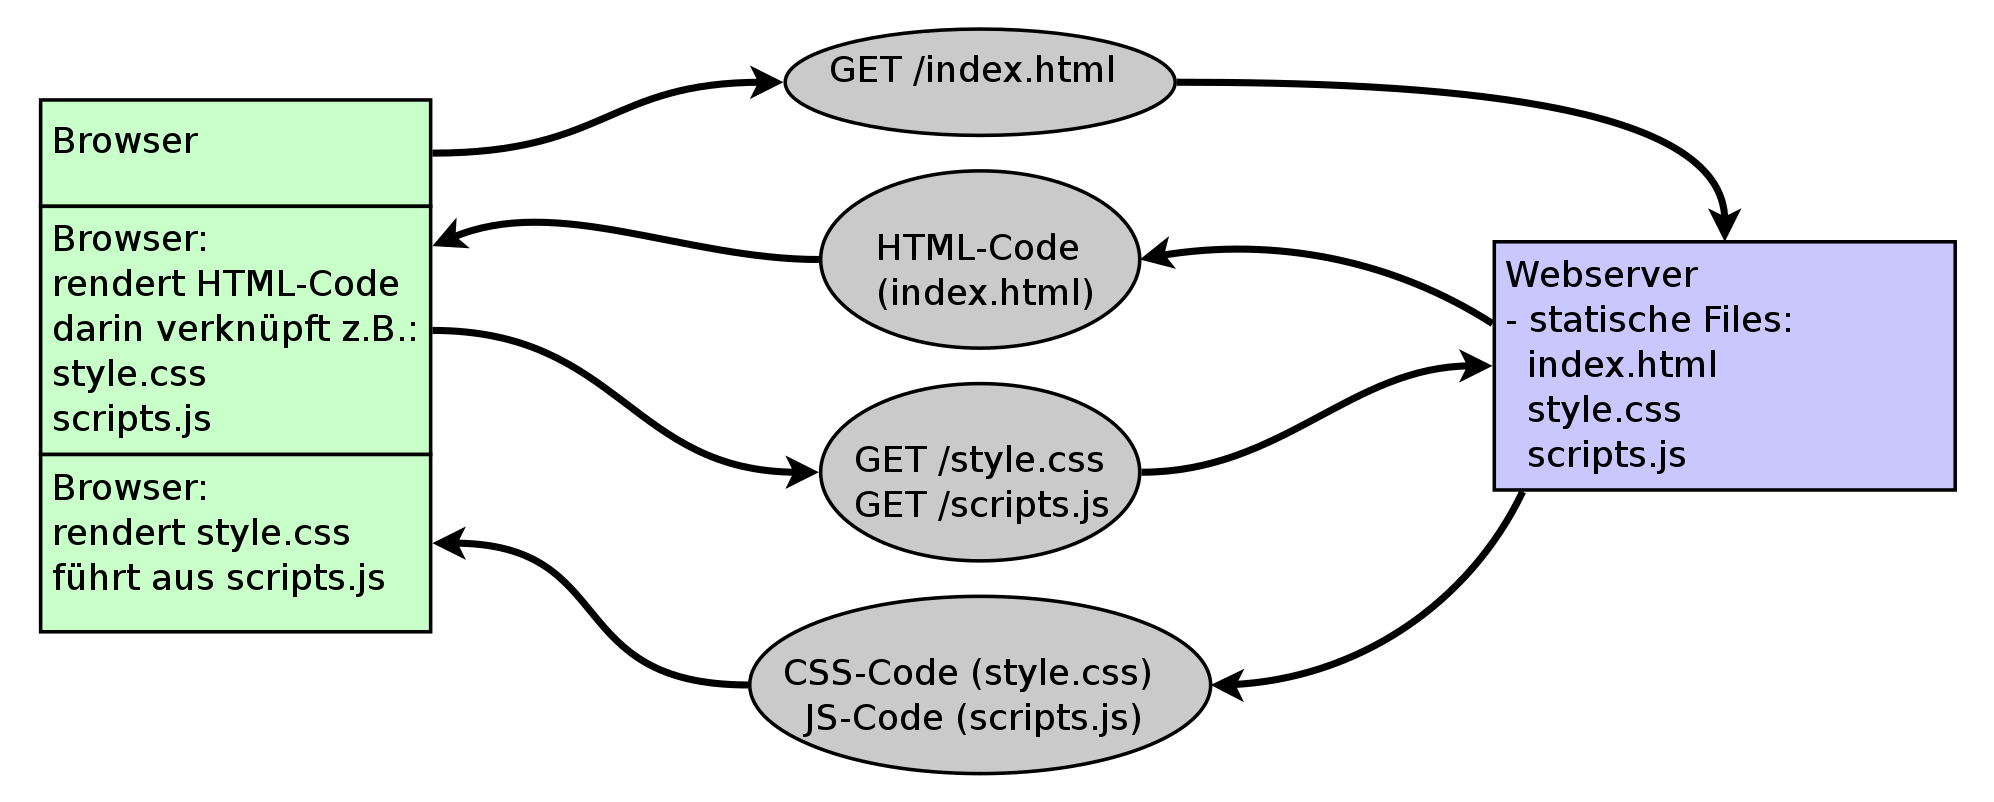 Browser
Browser:
rendert HTML-Code
darin verknüpft z.B.:
style.css
scripts.js
Browser:
rendert style.css
führt aus scripts.js
GET /index.html
HTML-Code
(index.html)
GET /style.css
GET /scripts.js
CSS-Code (style.css)
JS-Code (scripts.js)
Webserver
- statische Files:
index.html
style.css
scripts.js